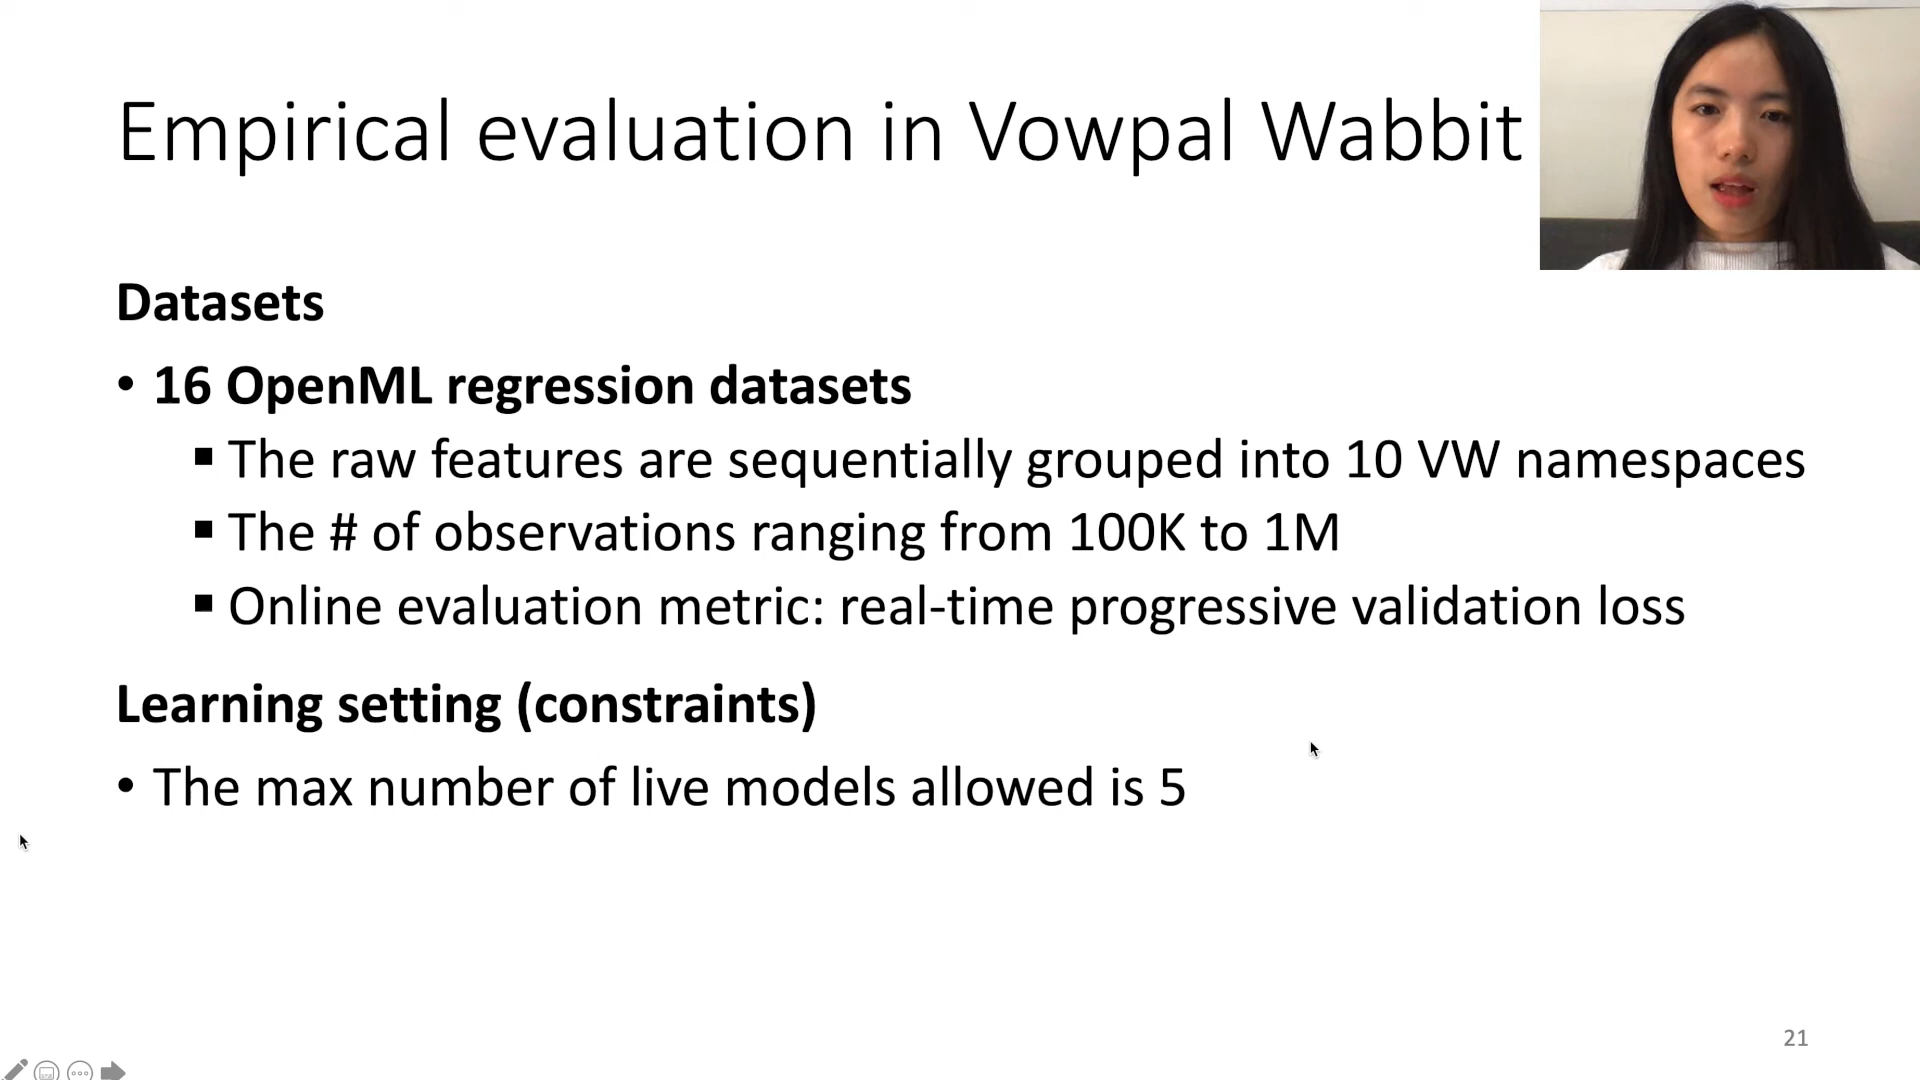 Empirical evaluation in Vowpal Wabbit
Datasets
• 16 OpenML regression datasets
▪ The raw features are sequentially grouped into 10 VW namespaces
▪ The # of observations ranging from 100K to 1M
▪ Online evaluation metric: real-time progressive validation loss
Learning setting (constraints)
• The max number of live models allowed is 5
21